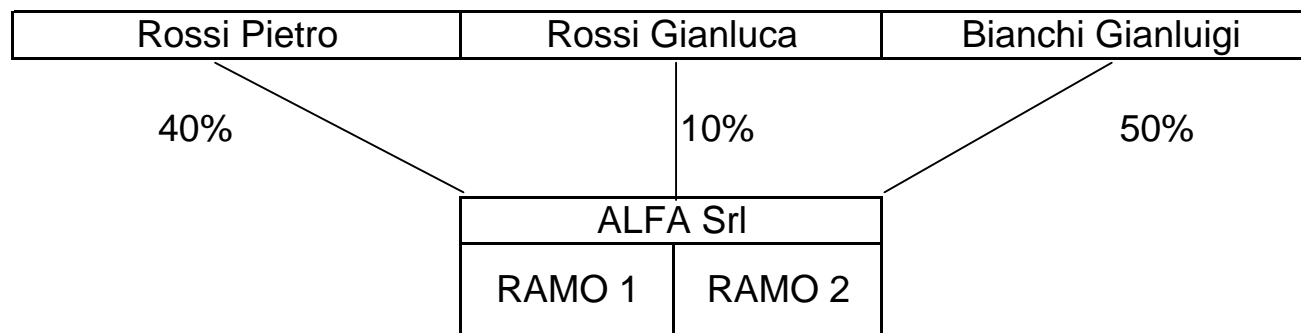 Rossi Pietro Rossi Gianluca Bianchi Gianluigi
40% 10% 50%
ALFA Srl
RAMO 1 RAMO 2